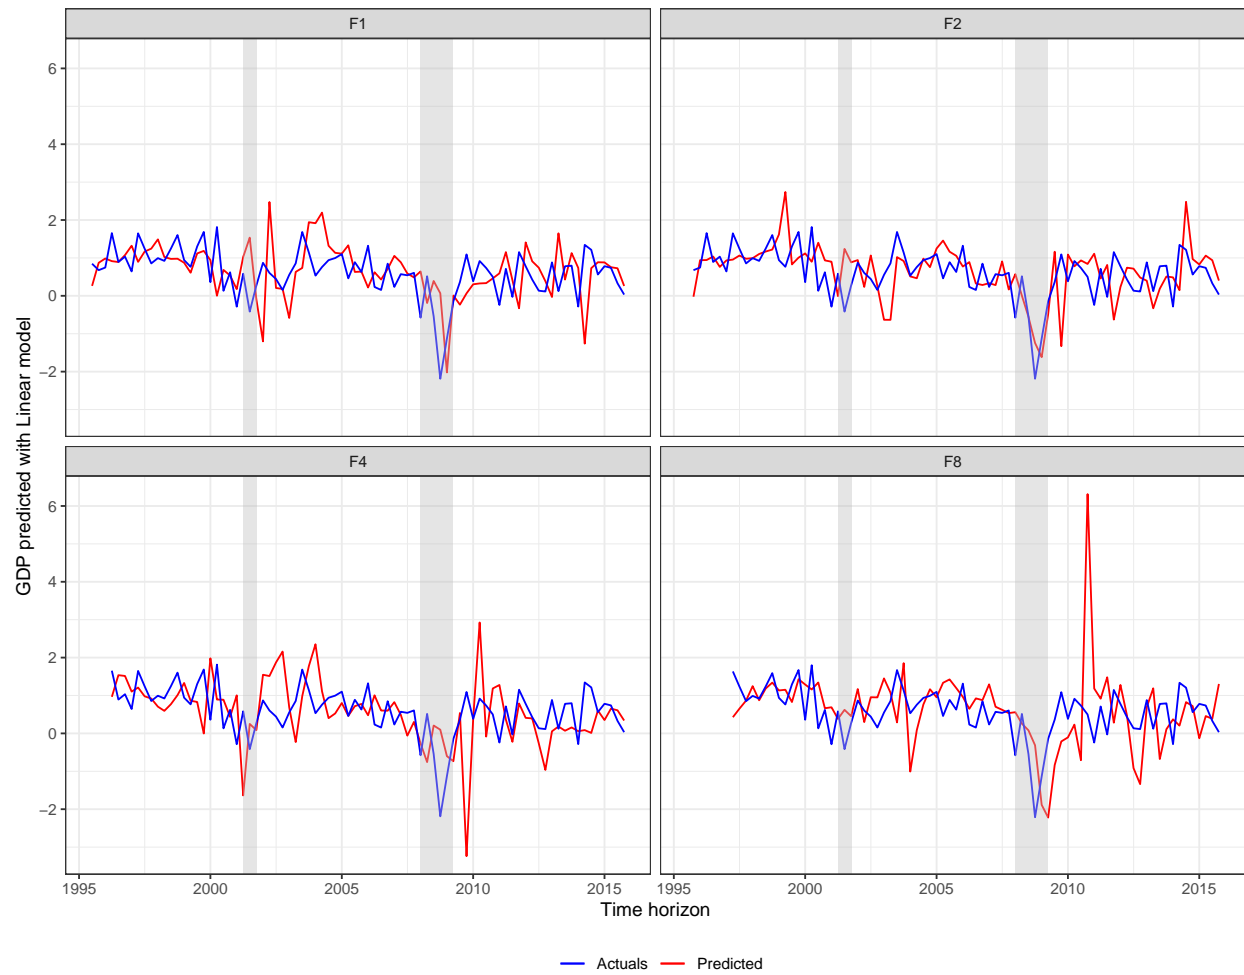 F1
F2
6
4
2
0
−2
F4
F8
6
4
2
0
−2
1995 2000 2005 2010 2015 1995 2000 2005 2010 2015
GDP predicted with Linear model
Time horizon
Actuals Predicted